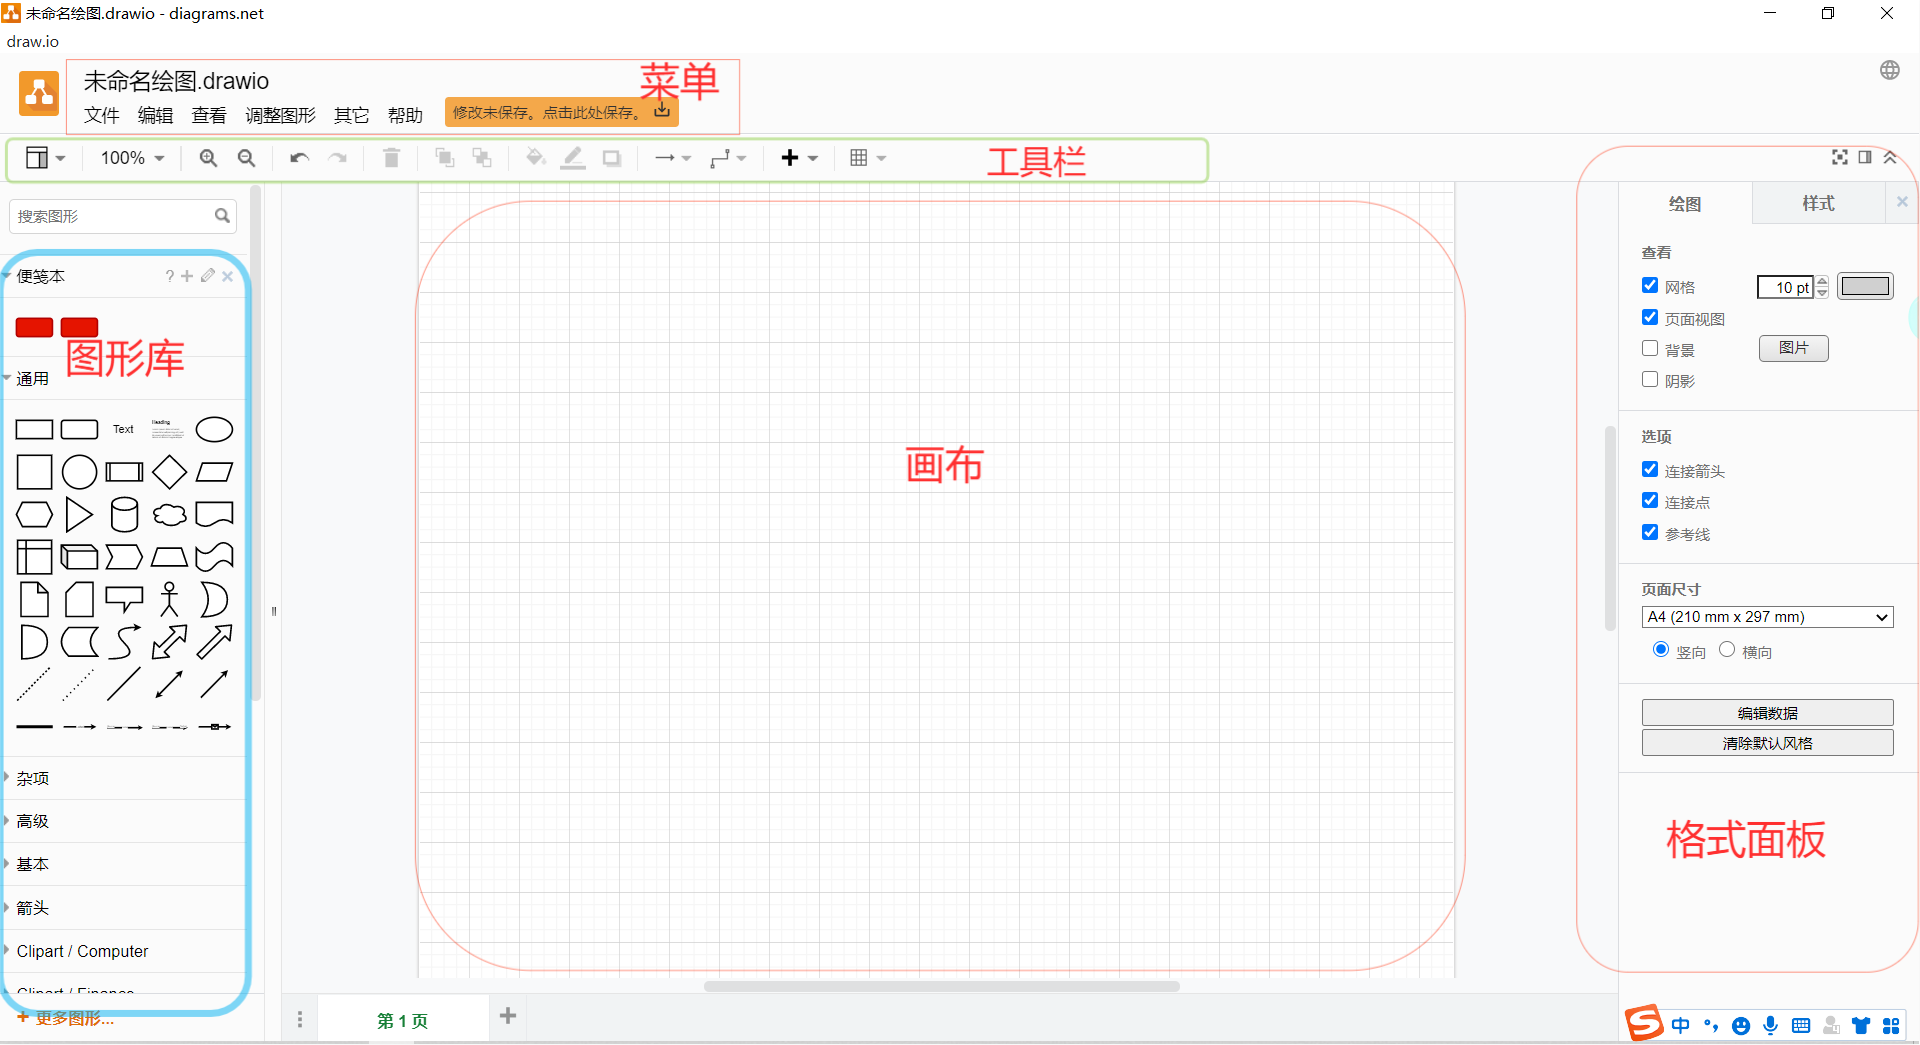 未命名绘图.drawio - diagrams.net
draw.io
未命名绘图.drawio
菜单
文件 编辑 查看 调整图形 其它 帮助
修改未保存。点击此处保存。
100%
工具栏
搜索图形
便笺本
?
图形库
通用
Text
Heading
杂项
高级
基本
箭头
Clipart / Computer
Clipart / Finance
+ 更多图形...
画布
第 1 页
绘图 样式
查看
网格 10 pt
页面视图
背景 图片
阴影
选项
连接箭头
连接点
参考线
页面尺寸
A4 (210 mm x 297 mm)
竖向 横向
编辑数据
清除默认风格
格式面板
S 中